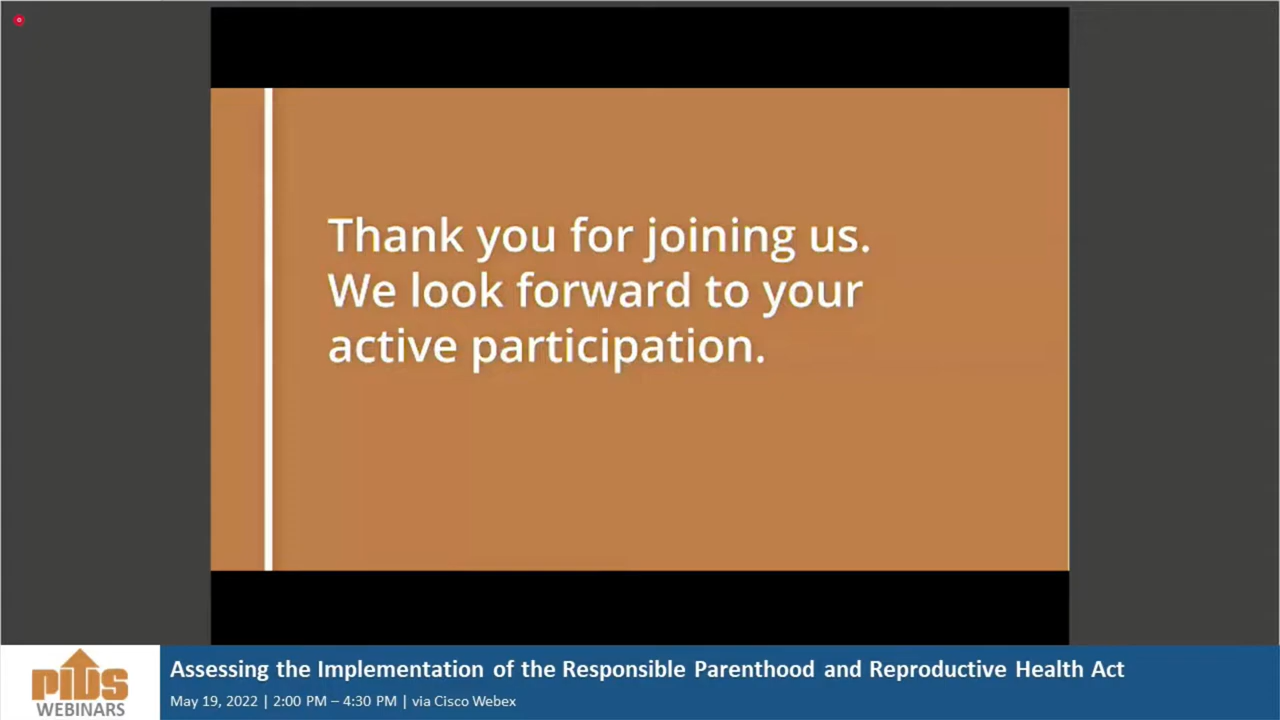 Thank you for joining us.
We look forward to your
active participation.
pids
WEBINARS
Assessing the Implementation of the Responsible Parenthood and Reproductive Health Act
May 19, 2022 | 2:00 PM – 4:30 PM | via Cisco Webex